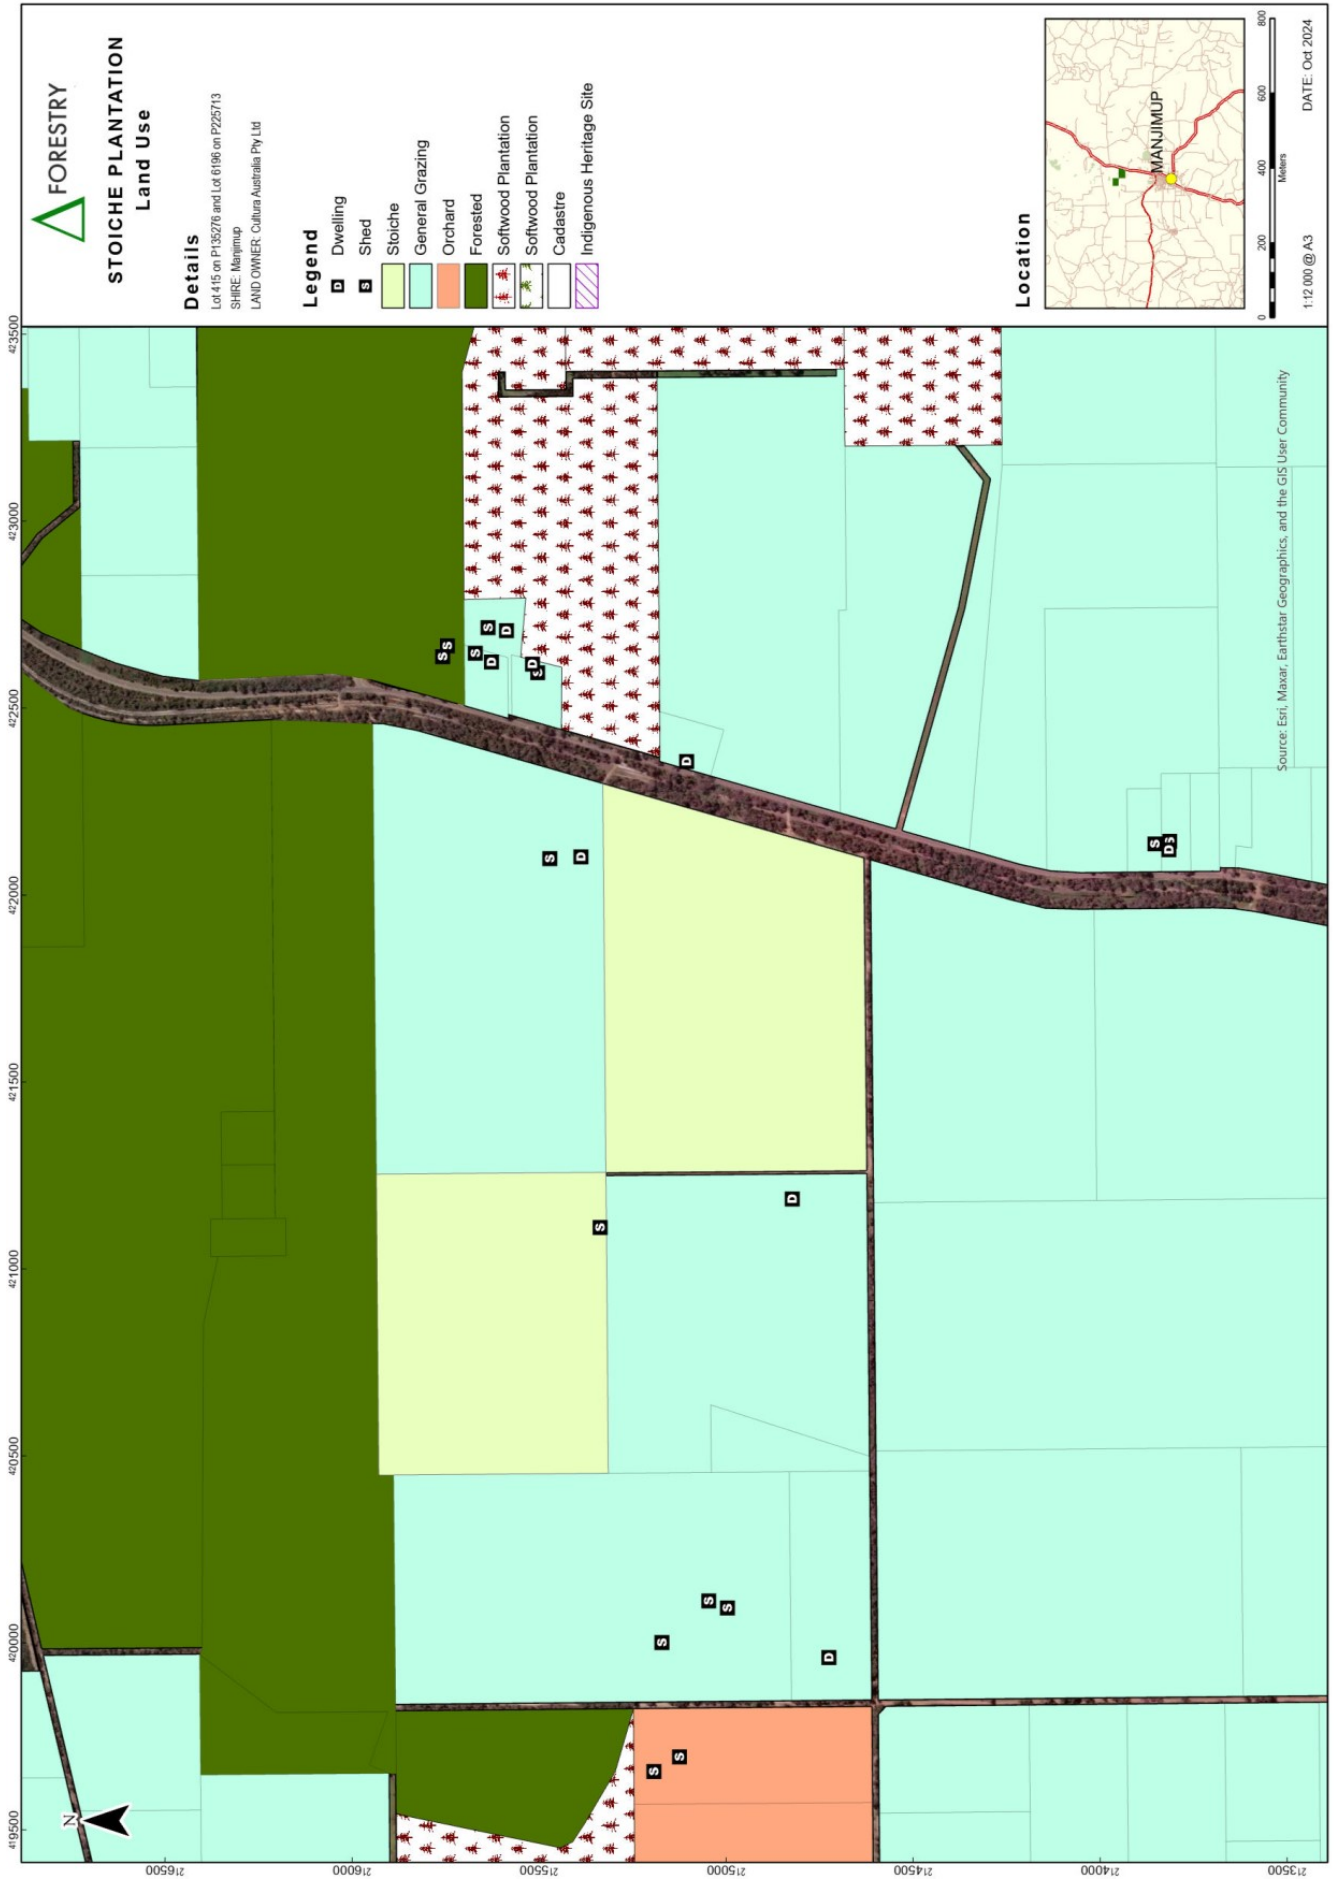 FORESTRY
STOICHE PLANTATION
Land Use
Details
Lot 415 on P135276 and Lot 6196 on P225713
SHIRE: Manjimup
LAND OWNER: Cultura Australia Pty Ltd
Legend
D Dwelling
S Shed
Stoiche
General Grazing
Orchard
Forested
Softwood Plantation
Softwood Plantation
Cadastre
Indigenous Heritage Site
Location
MANJIMUP
0 200 400 600 800
Meters
1:12 000 @ A3
DATE: Oct 2024
419500 420000 420500 421000 421500 422000 422500 423000 423500
216500
216000
215500
215000
214500
214000
213500
N
S
S
D
S
S
D
S
S
D
S
D
S
S
D
S
S
D
S
D
S
D
S
D
S
Source: Esri, Maxar, Earthstar Geographics, and the GIS User Community